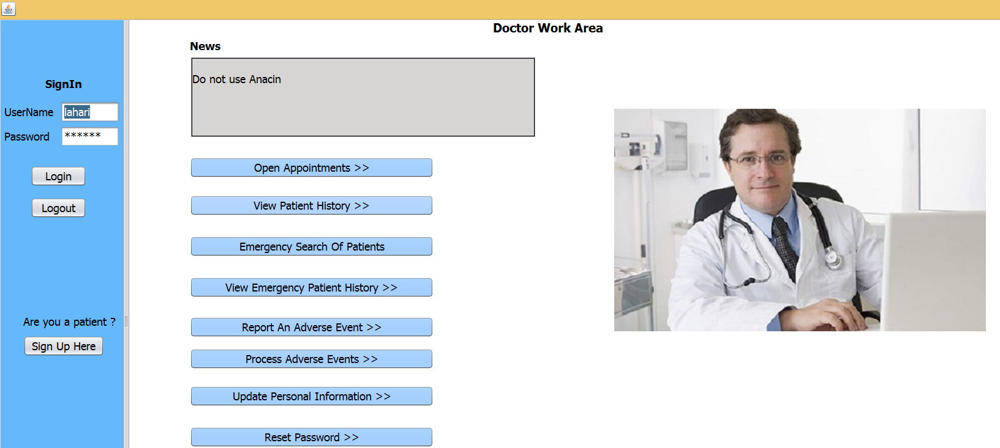 Doctor Work Area
News
Do not use Anacin
SignIn
UserName lahari
Password ******
Login
Logout
Are you a patient ?
Sign Up Here
Open Appointments >>
View Patient History >>
Emergency Search Of Patients
View Emergency Patient History >>
Report An Adverse Event >>
Process Adverse Events >>
Update Personal Information >>
Reset Password >>